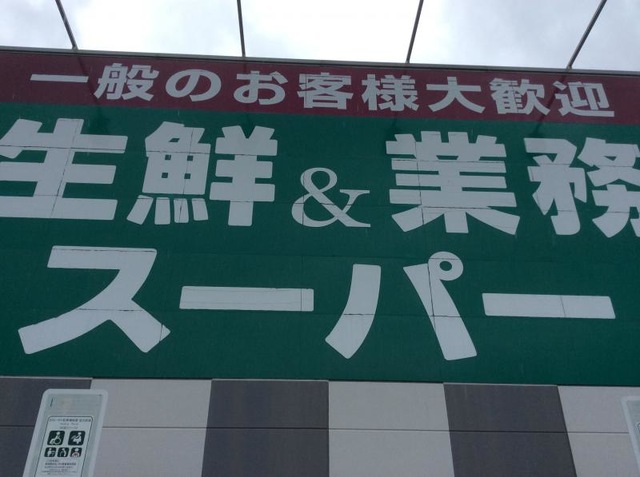 一般のお客様大歓迎
生鮮&業務
スーパー